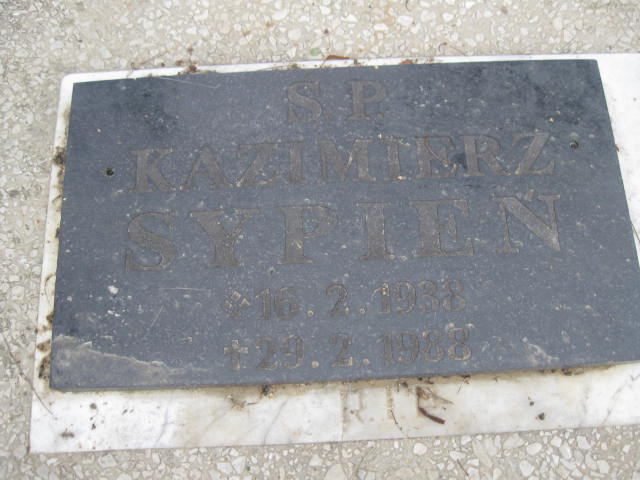 S P.
KAZIMIERZ
SYPIEŃ
* 16.2.1938
✝ 29.2.1988